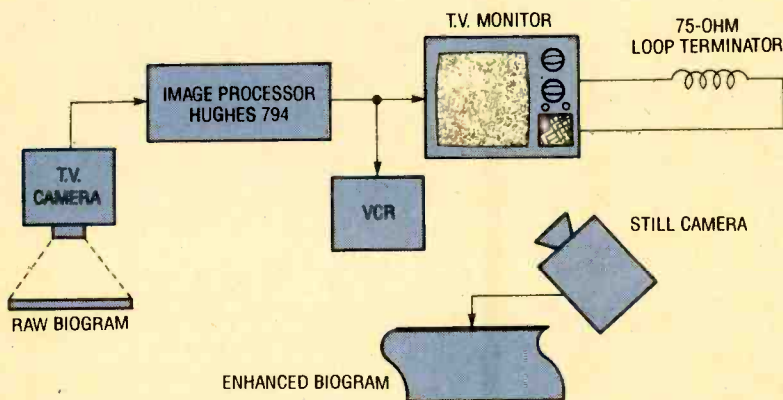 T.V. MONITOR
75-OHM
LOOP TERMINATOR
IMAGE PROCESSOR
HUGHES 794
T.V.
CAMERA
VCR
STILL CAMERA
RAW BIOGRAM
ENHANCED BIOGRAM